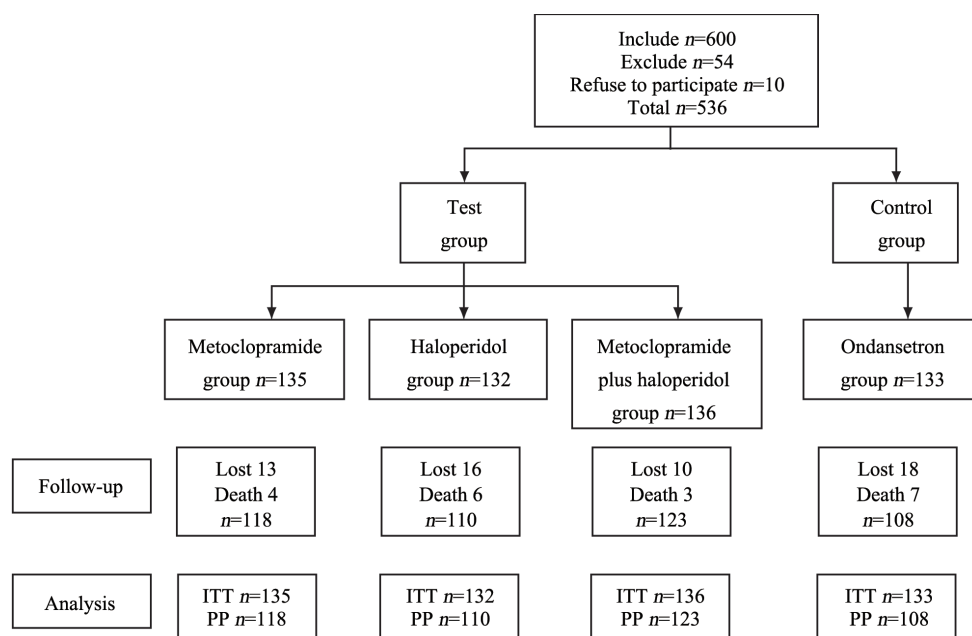 Include n=600
Exclude n=54
Refuse to participate n=10
Total n=536
Test
group
Control
group
Metoclopramide
group n=135
Haloperidol
group n=132
Metoclopramide
plus haloperidol
group n=136
Ondansetron
group n=133
Follow-up
Lost 13
Death 4
n=118
Lost 16
Death 6
n=110
Lost 10
Death 3
n=123
Lost 18
Death 7
n=108
Analysis
ITT n=135
PP n=118
ITT n=132
PP n=110
ITT n=136
PP n=123
ITT n=133
PP n=108